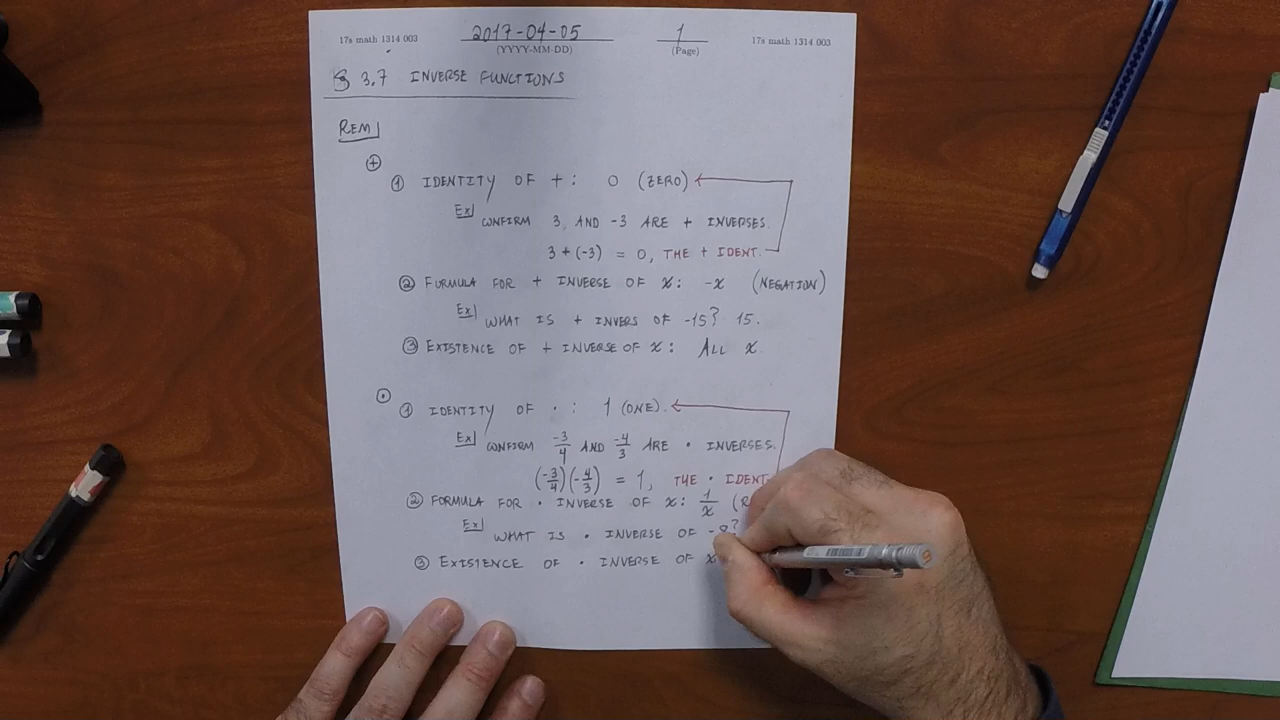 17s math 1314 003 2017-04-05 1 17s math 1314 003
(YYYY-MM-DD) (Page)
§ 3.7 INVERSE FUNCTIONS
REM
+
① IDENTITY OF + : 0 (ZERO)
Ex CONFIRM 3, AND -3 ARE + INVERSES.
3 + (-3) = 0, THE + IDENT.
② FORMULA FOR + INVERSE OF x: -x (NEGATION)
Ex WHAT IS + INVERS OF -15? 15.
③ EXISTENCE OF + INVERSE OF x: ALL x.
·
① IDENTITY OF · : 1 (ONE).
Ex CONFIRM -3/4 AND -4/3 ARE · INVERSES.
(-3/4)(-4/3) = 1, THE · IDENT
② FORMULA FOR · INVERSE OF x: 1/x (R
Ex WHAT IS · INVERSE OF
③ EXISTENCE OF · INVERSE OF x